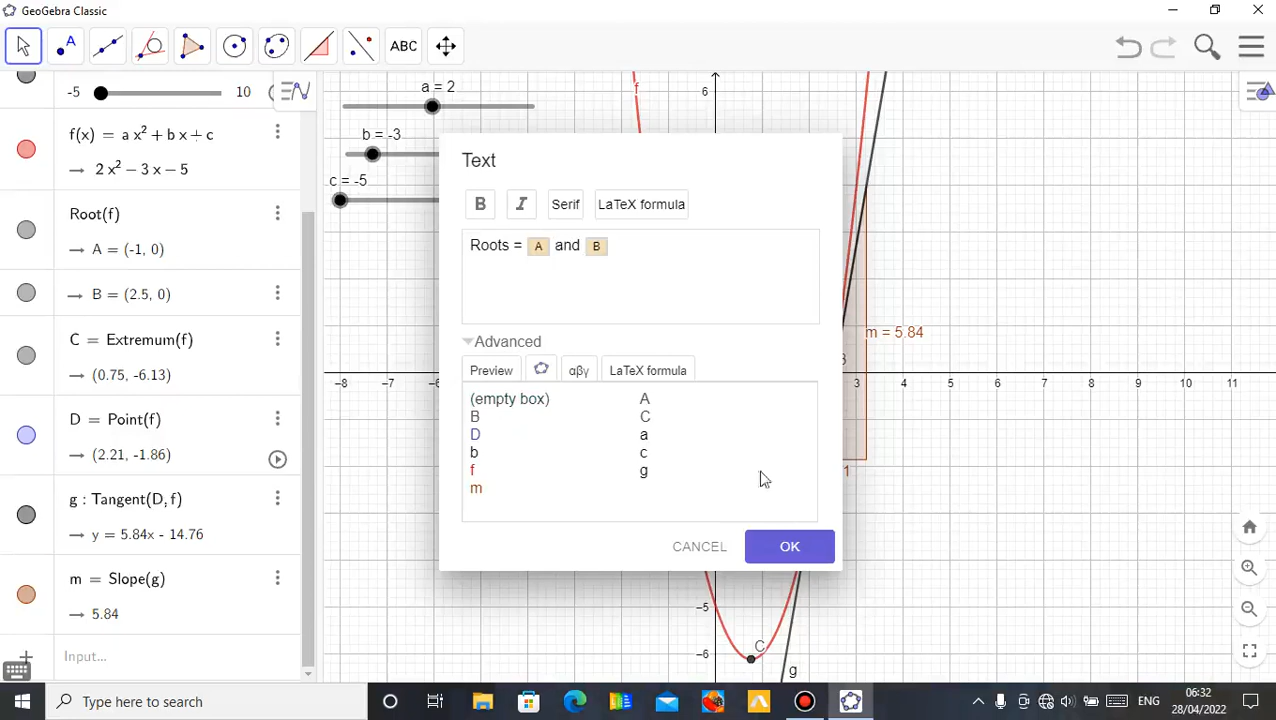 GeoGebra Classic
ABC
-5 10
f(x) = a x² + b x + c
→ 2 x² − 3 x − 5
Root(f)
→ A = (-1, 0)
→ B = (2.5, 0)
C = Extremum(f)
→ (0.75, -6.13)
D = Point(f)
→ (2.21, -1.86)
g : Tangent(D, f)
→ y = 5.84x - 14.76
m = Slope(g)
→ 5.84
Input...
a = 2
b = -3
c = -5
f
6
Text
B I Serif LaTeX formula
Roots = A and B
Advanced
Preview αβγ LaTeX formula
(empty box) A
B C
D a
b c
f g
m
CANCEL OK
m = 5.84
1
−8 −7 3 4 5 6 7 8 9 10 11
−5
−6
C
g
Type here to search
ENG
06:32
28/04/2022